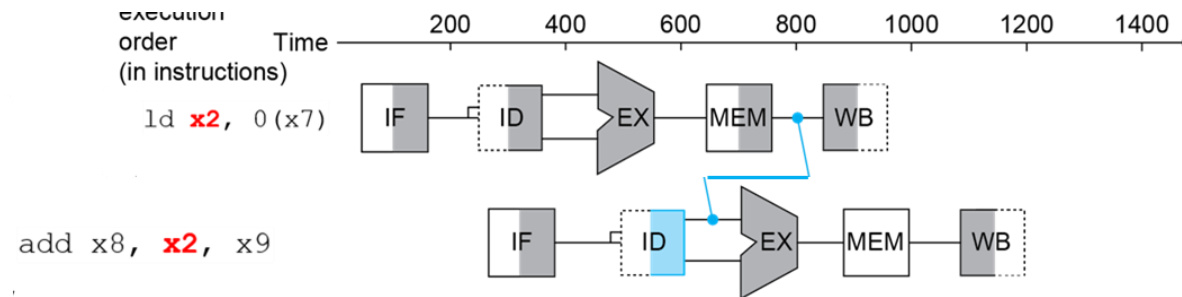 execution
order Time 200 400 600 800 1000 1200 1400
(in instructions)
ld x2, 0(x7) IF ID EX MEM WB
add x8, x2, x9 IF ID EX MEM WB